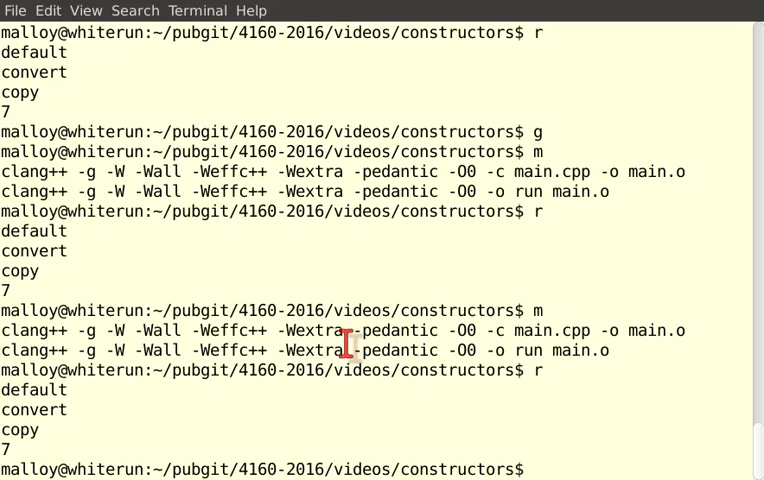 File Edit View Search Terminal Help
malloy@whiterun:~/pubgit/4160-2016/videos/constructors$ r
default
convert
copy
7
malloy@whiterun:~/pubgit/4160-2016/videos/constructors$ g
malloy@whiterun:~/pubgit/4160-2016/videos/constructors$ m
clang++ -g -W -Wall -Weffc++ -Wextra -pedantic -O0 -c main.cpp -o main.o
clang++ -g -W -Wall -Weffc++ -Wextra -pedantic -O0 -o run main.o
malloy@whiterun:~/pubgit/4160-2016/videos/constructors$ r
default
convert
copy
7
malloy@whiterun:~/pubgit/4160-2016/videos/constructors$ m
clang++ -g -W -Wall -Weffc++ -Wextra -pedantic -O0 -c main.cpp -o main.o
clang++ -g -W -Wall -Weffc++ -Wextra -pedantic -O0 -o run main.o
malloy@whiterun:~/pubgit/4160-2016/videos/constructors$ r
default
convert
copy
7
malloy@whiterun:~/pubgit/4160-2016/videos/constructors$